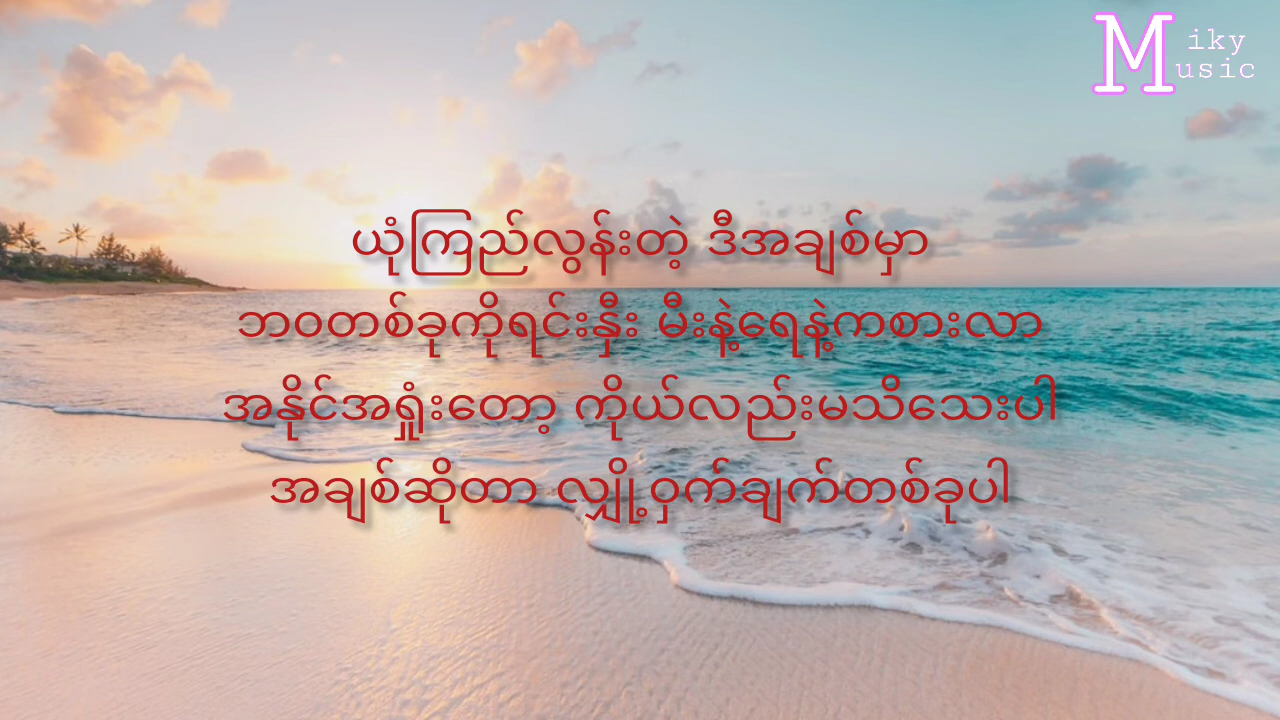 Miky
Music
ယုံကြည်လွန်းတဲ့ ဒီအချစ်မှာ
ဘဝတစ်ခုကိုရင်းနှီး မီးနဲ့ရေနဲ့ကစားလာ
အနိုင်အရှုံးတော့ ကိုယ်လည်းမသိသေးပါ
အချစ်ဆိုတာ လျှို့ဝှက်ချက်တစ်ခုပါ